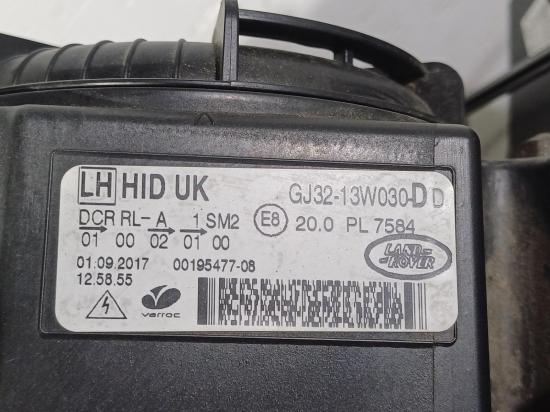 LH HID UK GJ32-13W030-D D
DCR RL-A 1 SM2 E8 20.0 PL 7584
01 00 02 01 00
LAND-ROVER
01.09.2017 00195477-08
12.58.55
varroc